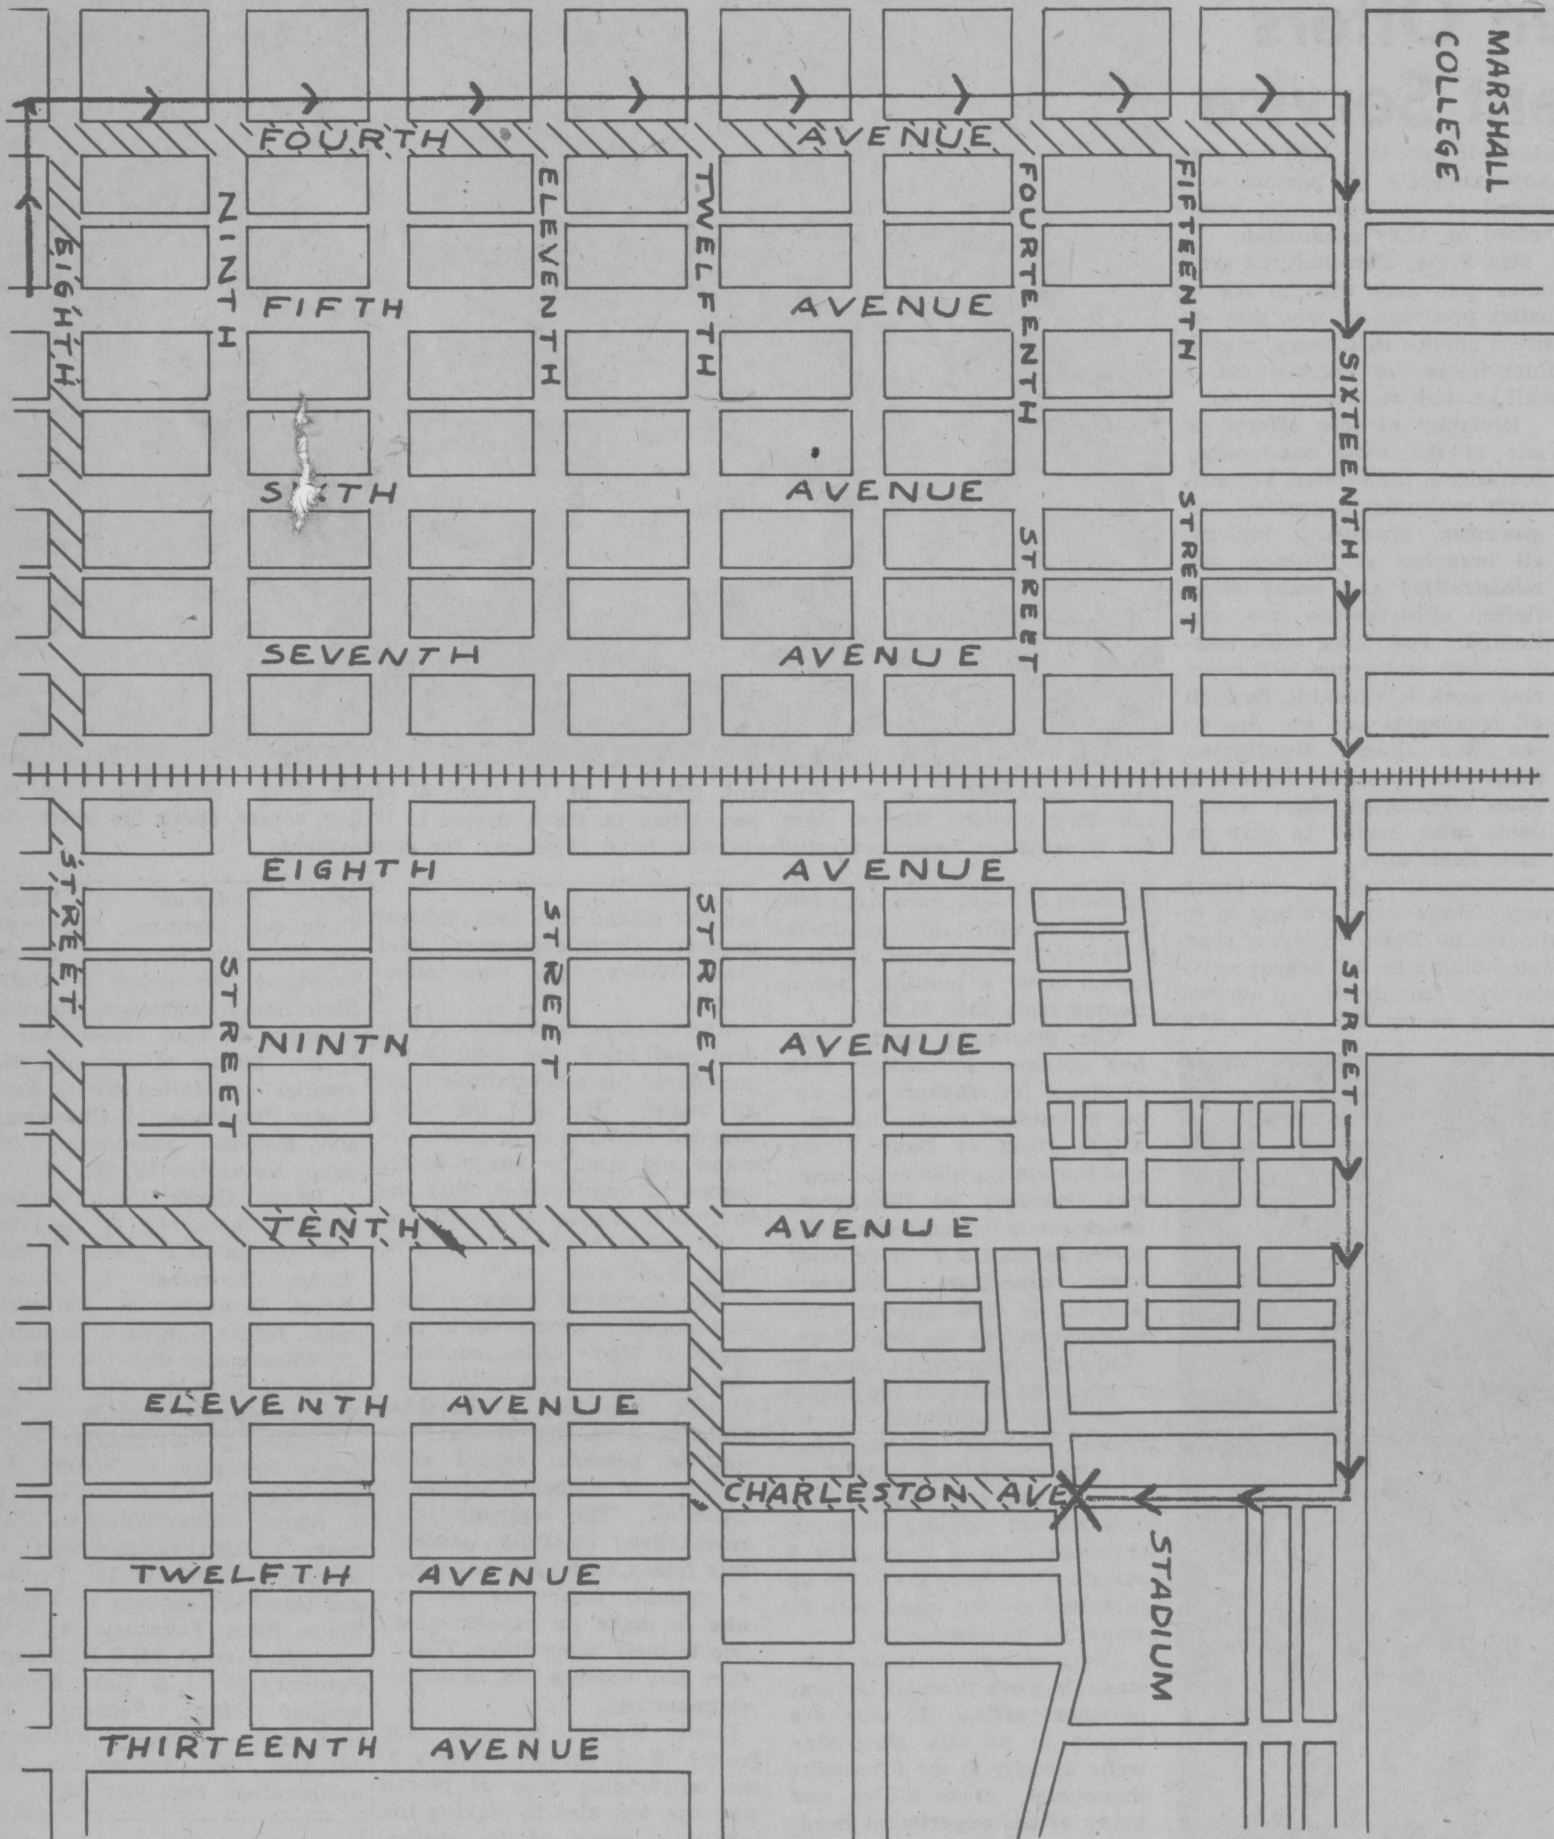 MARSHALL
COLLEGE
FOURTH AVENUE
EIGHTH STREET
NINTH STREET
ELEVENTH STREET
TWELFTH STREET
FOURTEENTH STREET
FIFTEENTH STREET
SIXTEENTH STREET
FIFTH AVENUE
SIXTH AVENUE
SEVENTH AVENUE
EIGHTH AVENUE
NINTN AVENUE
TENTH AVENUE
ELEVENTH AVENUE
CHARLESTON AVE
STADIUM
TWELFTH AVENUE
THIRTEENTH AVENUE